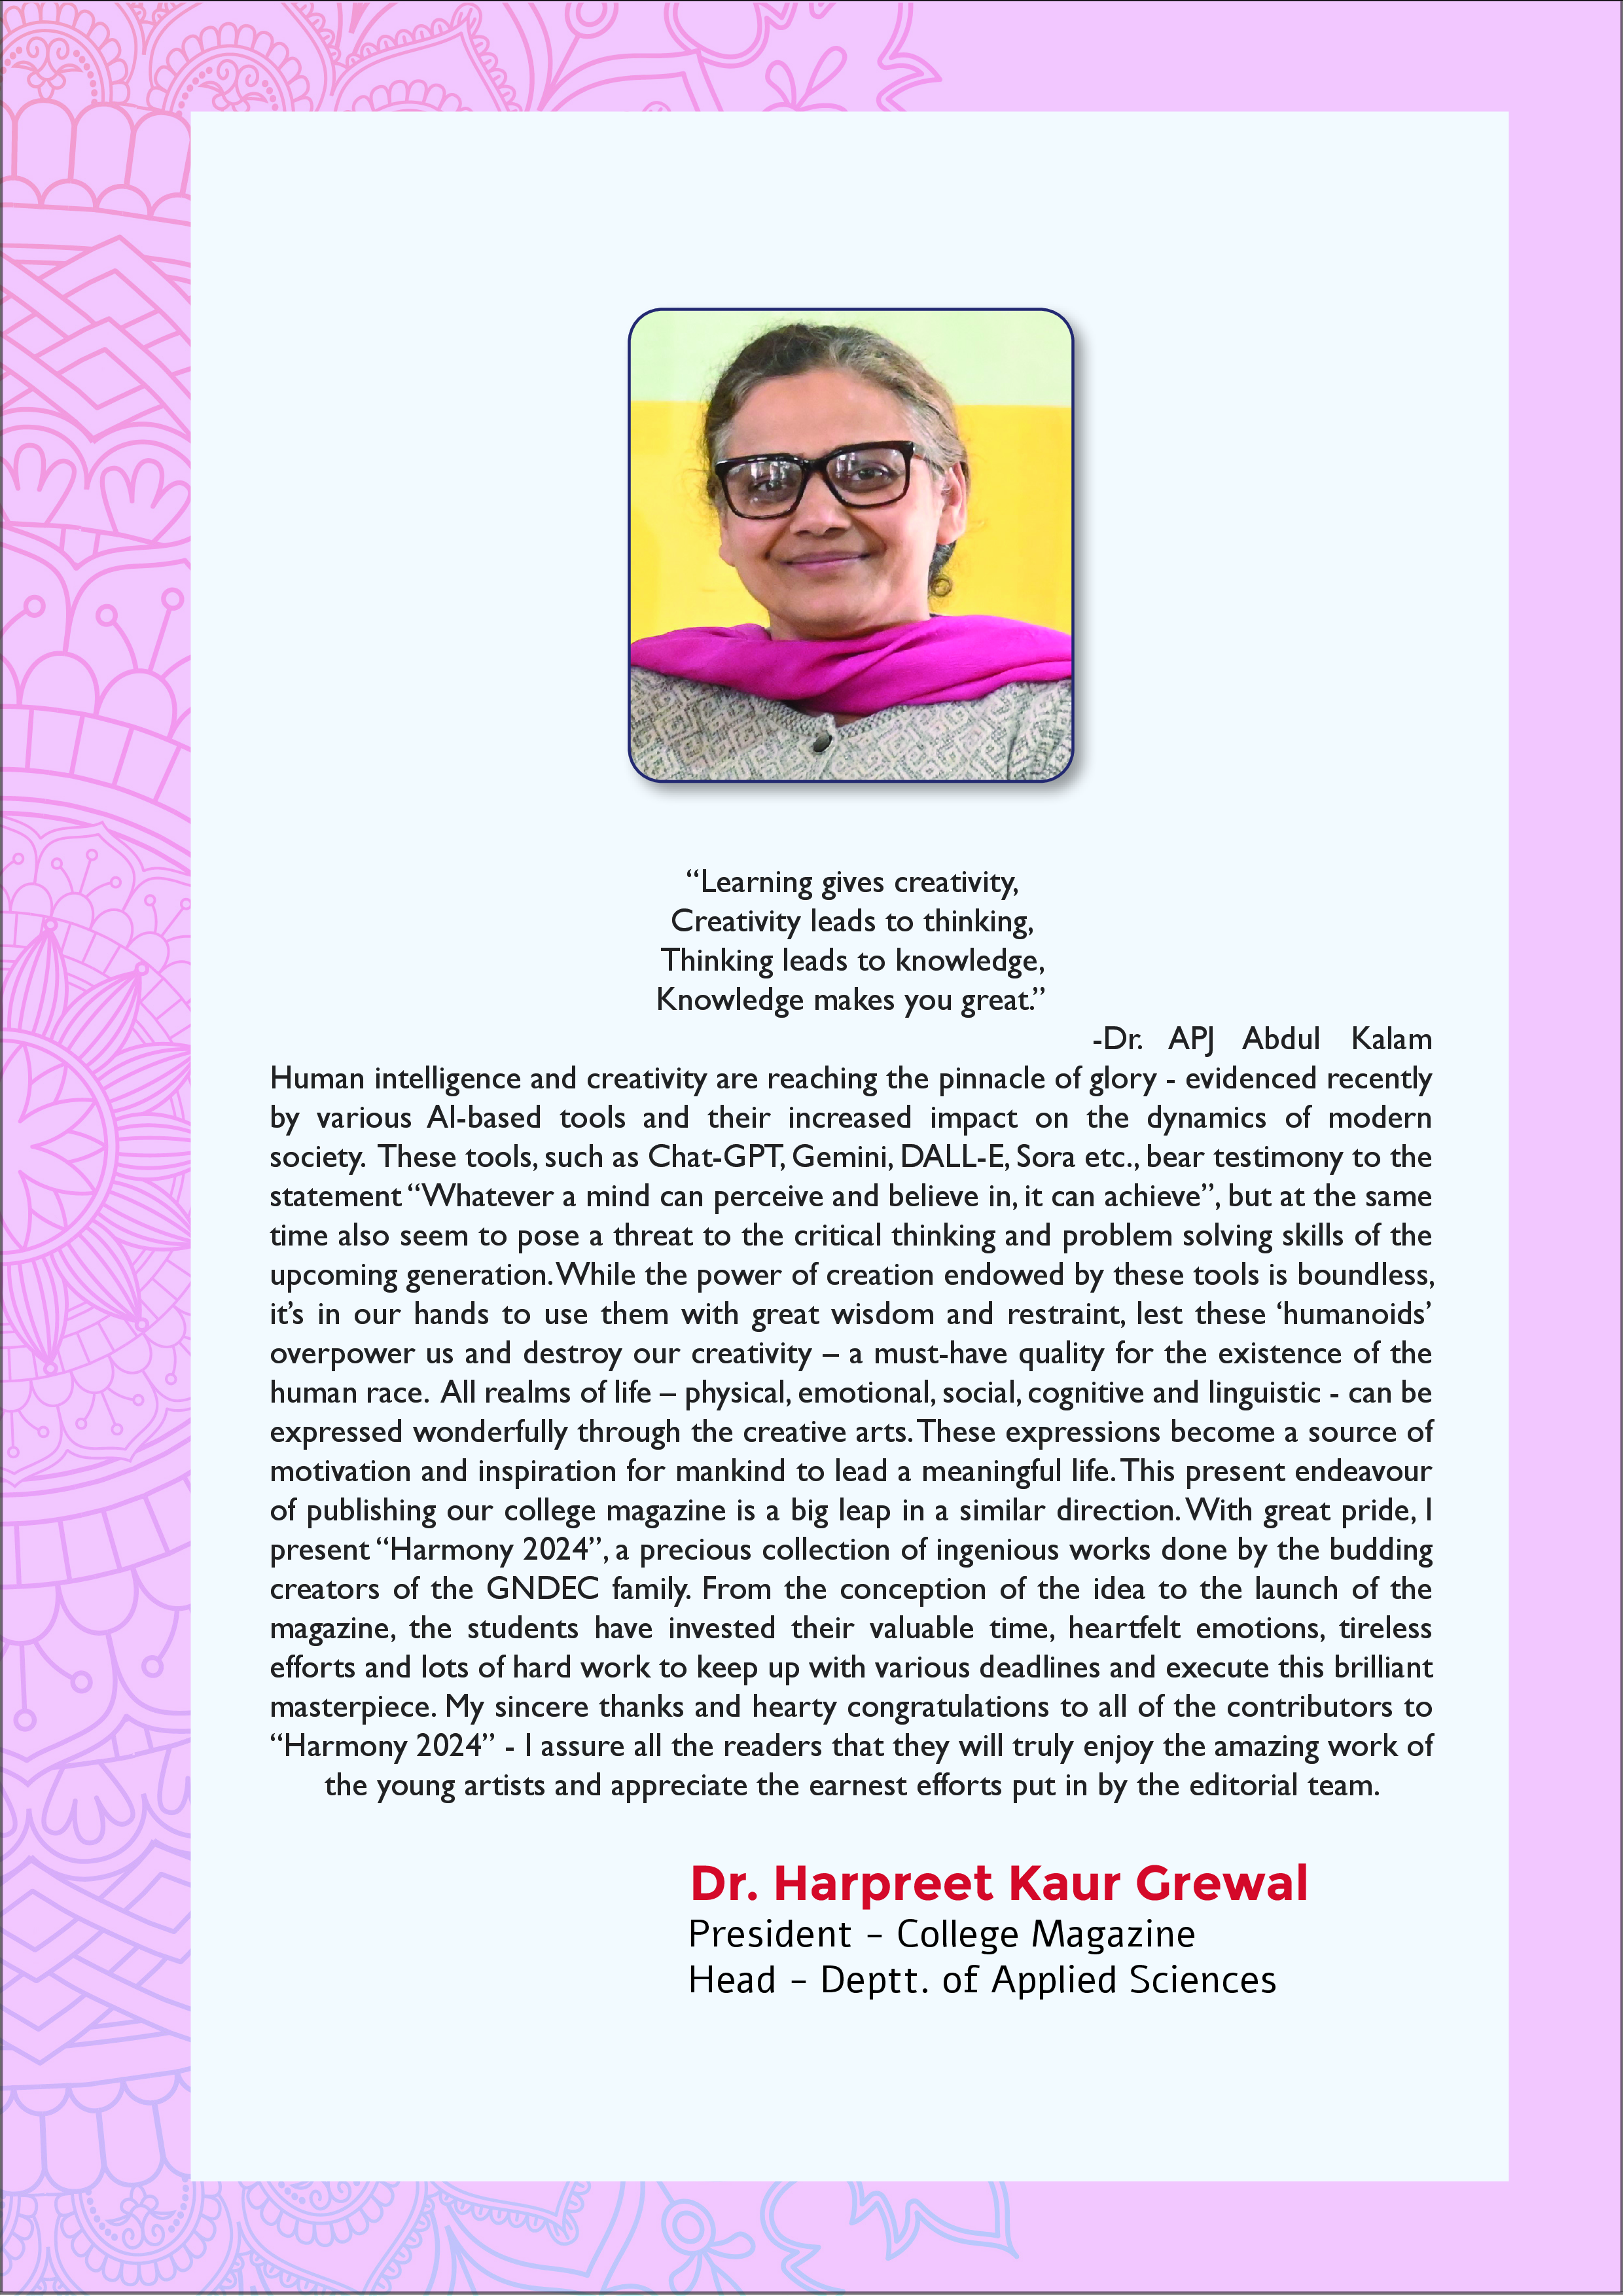 “Learning gives creativity,
Creativity leads to thinking,
Thinking leads to knowledge,
Knowledge makes you great.”
-Dr. APJ Abdul Kalam
Human intelligence and creativity are reaching the pinnacle of glory - evidenced recently
by various AI-based tools and their increased impact on the dynamics of modern
society. These tools, such as Chat-GPT, Gemini, DALL-E, Sora etc., bear testimony to the
statement “Whatever a mind can perceive and believe in, it can achieve”, but at the same
time also seem to pose a threat to the critical thinking and problem solving skills of the
upcoming generation. While the power of creation endowed by these tools is boundless,
it’s in our hands to use them with great wisdom and restraint, lest these ‘humanoids’
overpower us and destroy our creativity – a must-have quality for the existence of the
human race. All realms of life – physical, emotional, social, cognitive and linguistic - can be
expressed wonderfully through the creative arts. These expressions become a source of
motivation and inspiration for mankind to lead a meaningful life. This present endeavour
of publishing our college magazine is a big leap in a similar direction. With great pride, I
present “Harmony 2024”, a precious collection of ingenious works done by the budding
creators of the GNDEC family. From the conception of the idea to the launch of the
magazine, the students have invested their valuable time, heartfelt emotions, tireless
efforts and lots of hard work to keep up with various deadlines and execute this brilliant
masterpiece. My sincere thanks and hearty congratulations to all of the contributors to
“Harmony 2024” - I assure all the readers that they will truly enjoy the amazing work of
the young artists and appreciate the earnest efforts put in by the editorial team.
Dr. Harpreet Kaur Grewal
President – College Magazine
Head – Deptt. of Applied Sciences